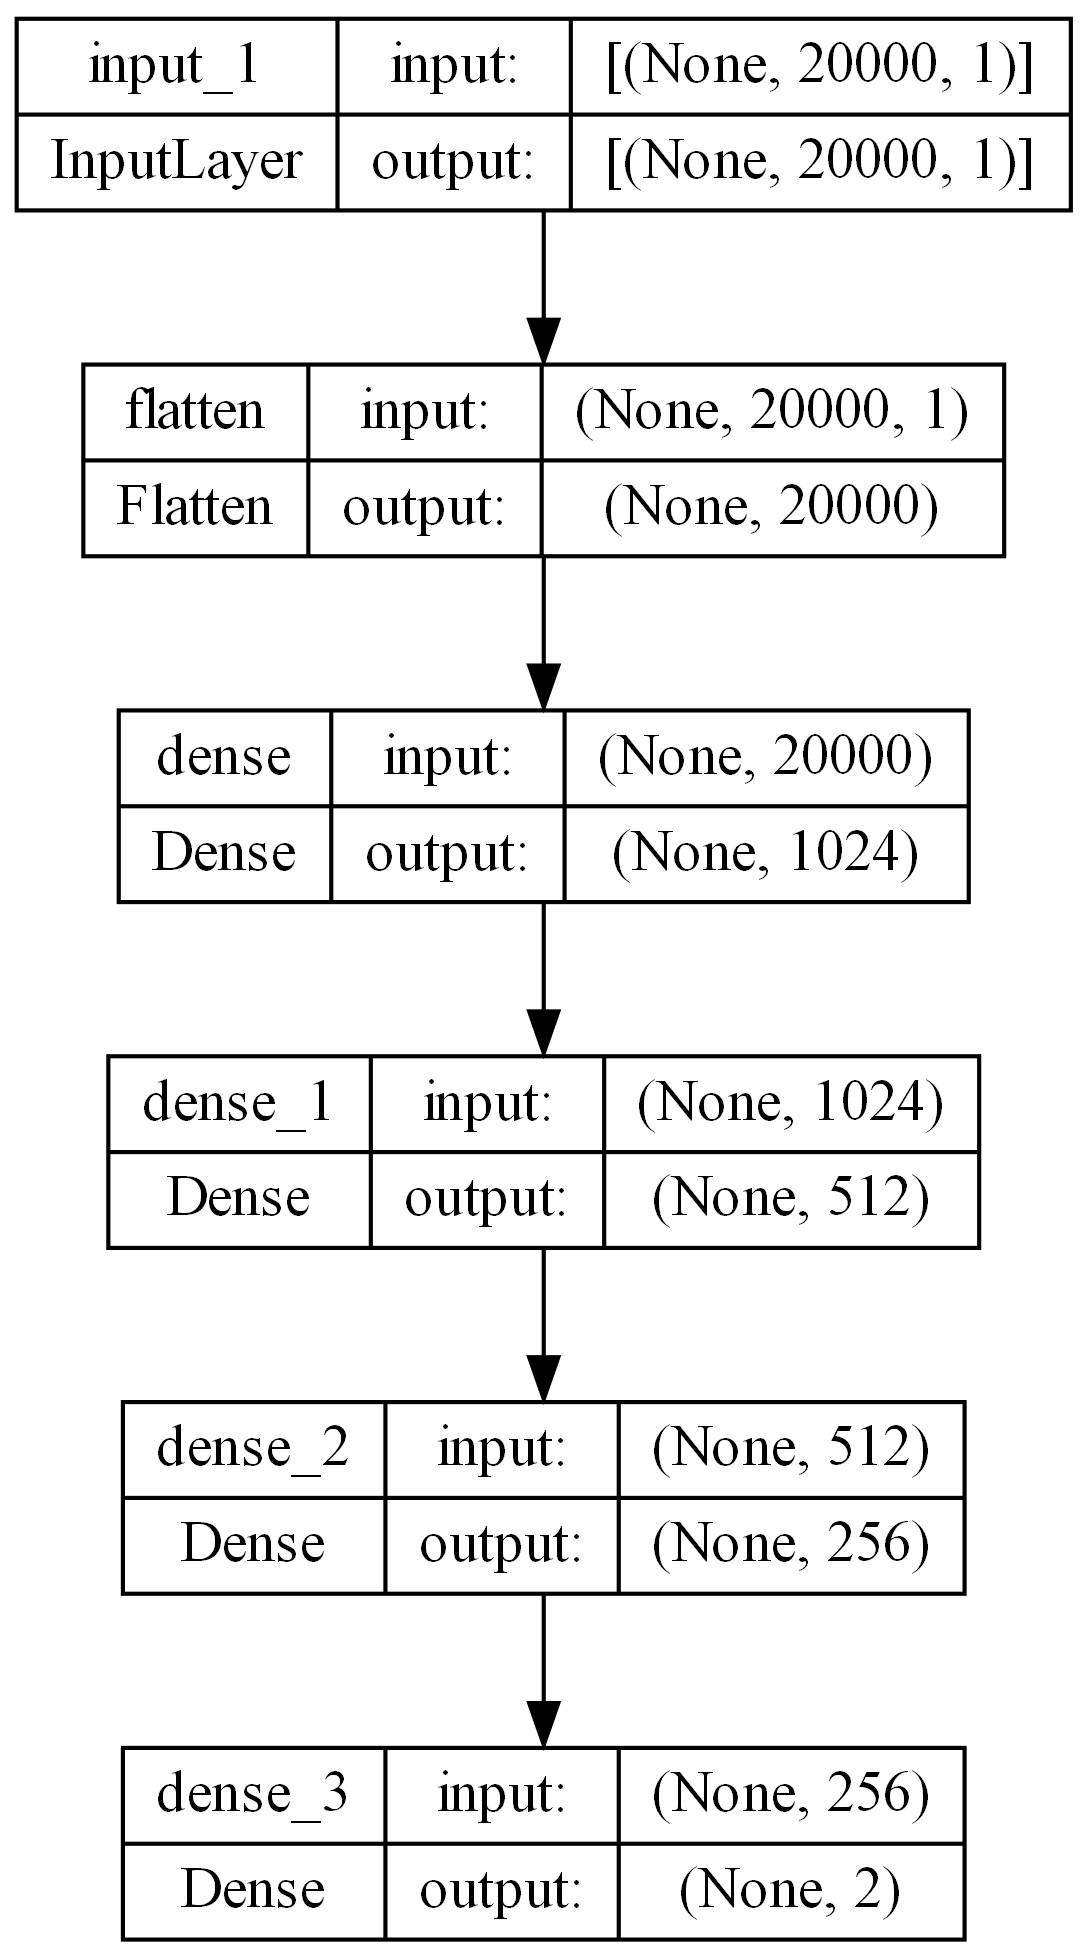 input_1 input: [(None, 20000, 1)]
InputLayer output: [(None, 20000, 1)]
flatten input: (None, 20000, 1)
Flatten output: (None, 20000)
dense input: (None, 20000)
Dense output: (None, 1024)
dense_1 input: (None, 1024)
Dense output: (None, 512)
dense_2 input: (None, 512)
Dense output: (None, 256)
dense_3 input: (None, 256)
Dense output: (None, 2)